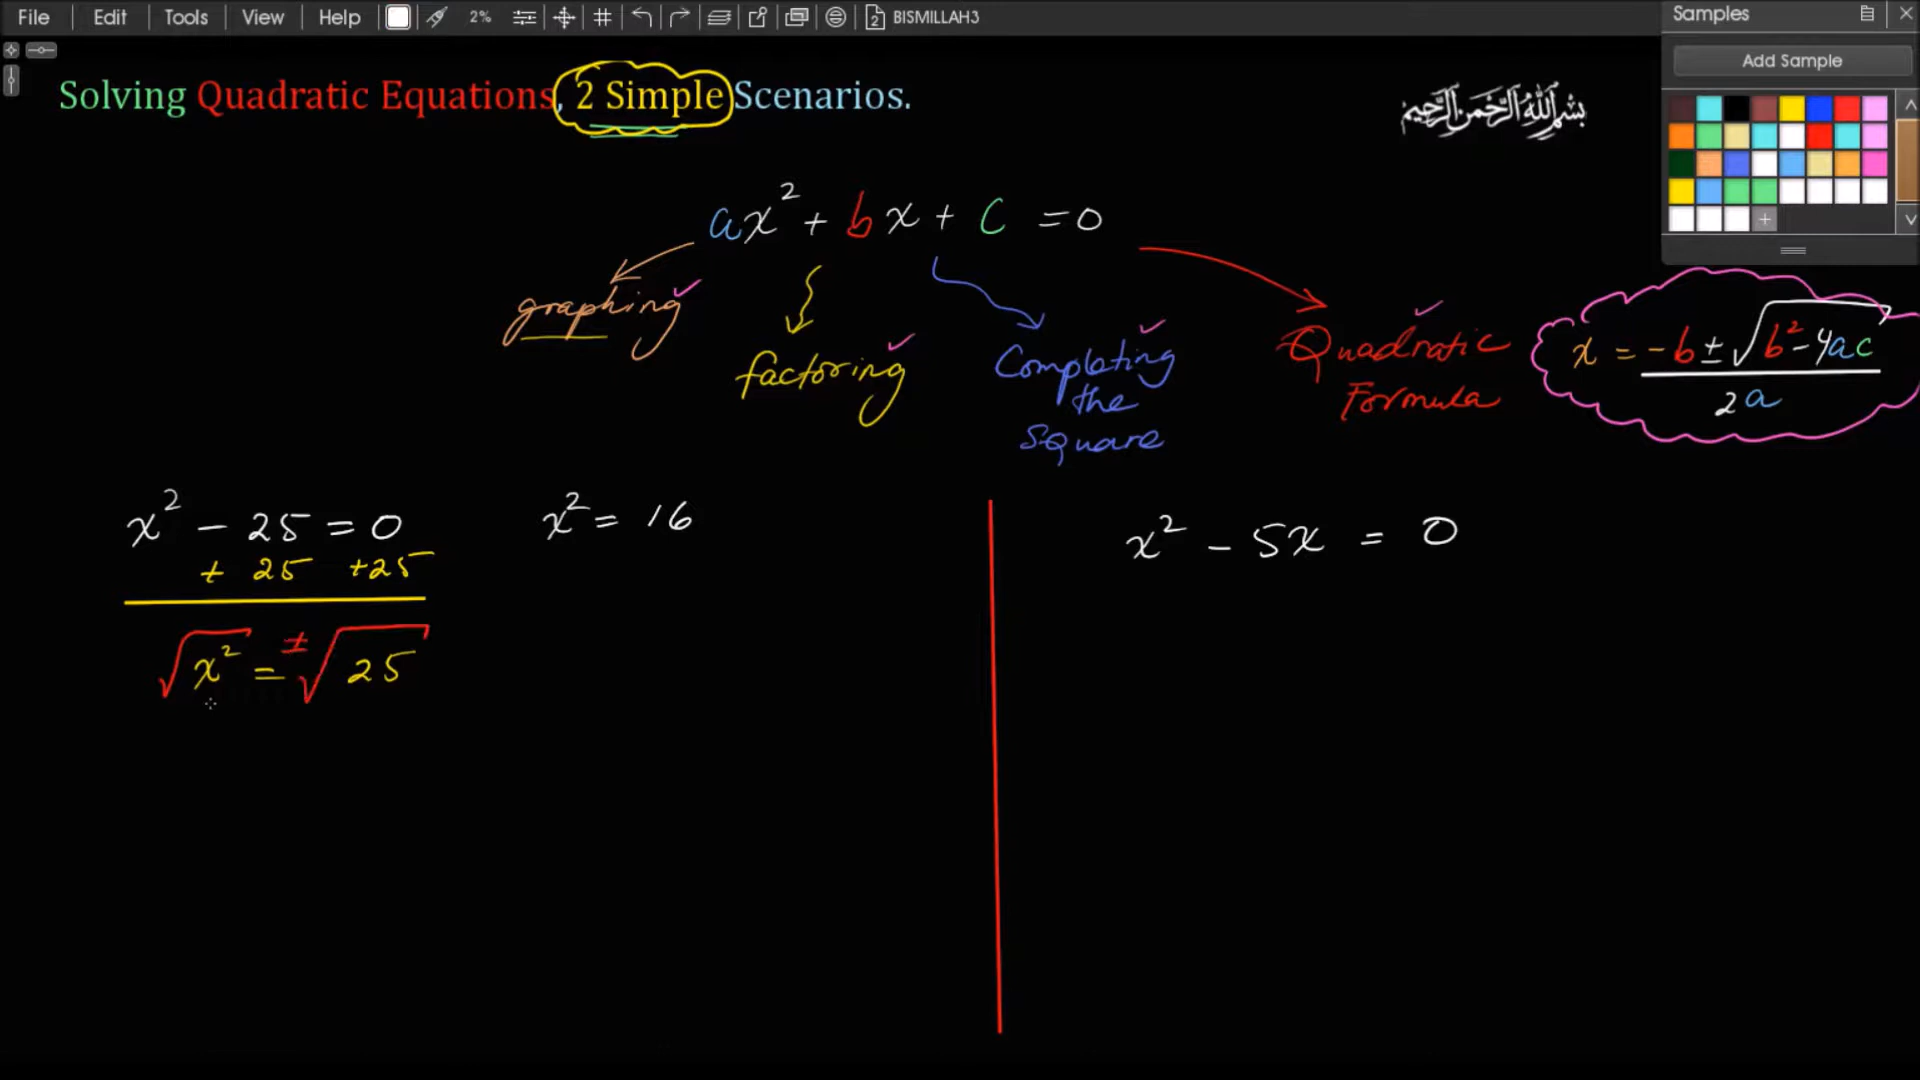 File Edit Tools View Help 2% 2 BISMILLAH3
Samples
Add Sample
Solving Quadratic Equations, 2 Simple Scenarios.
بسم الله الرحمن الرحيم
ax² + bx + c = 0
graphing
factoring
Completing
the
Square
Quadratic
Formula
x = -b ± √b² - 4ac
2a
x² - 25 = 0
+ 25 +25
√x² = ±√25
x² = 16
x² - 5x = 0